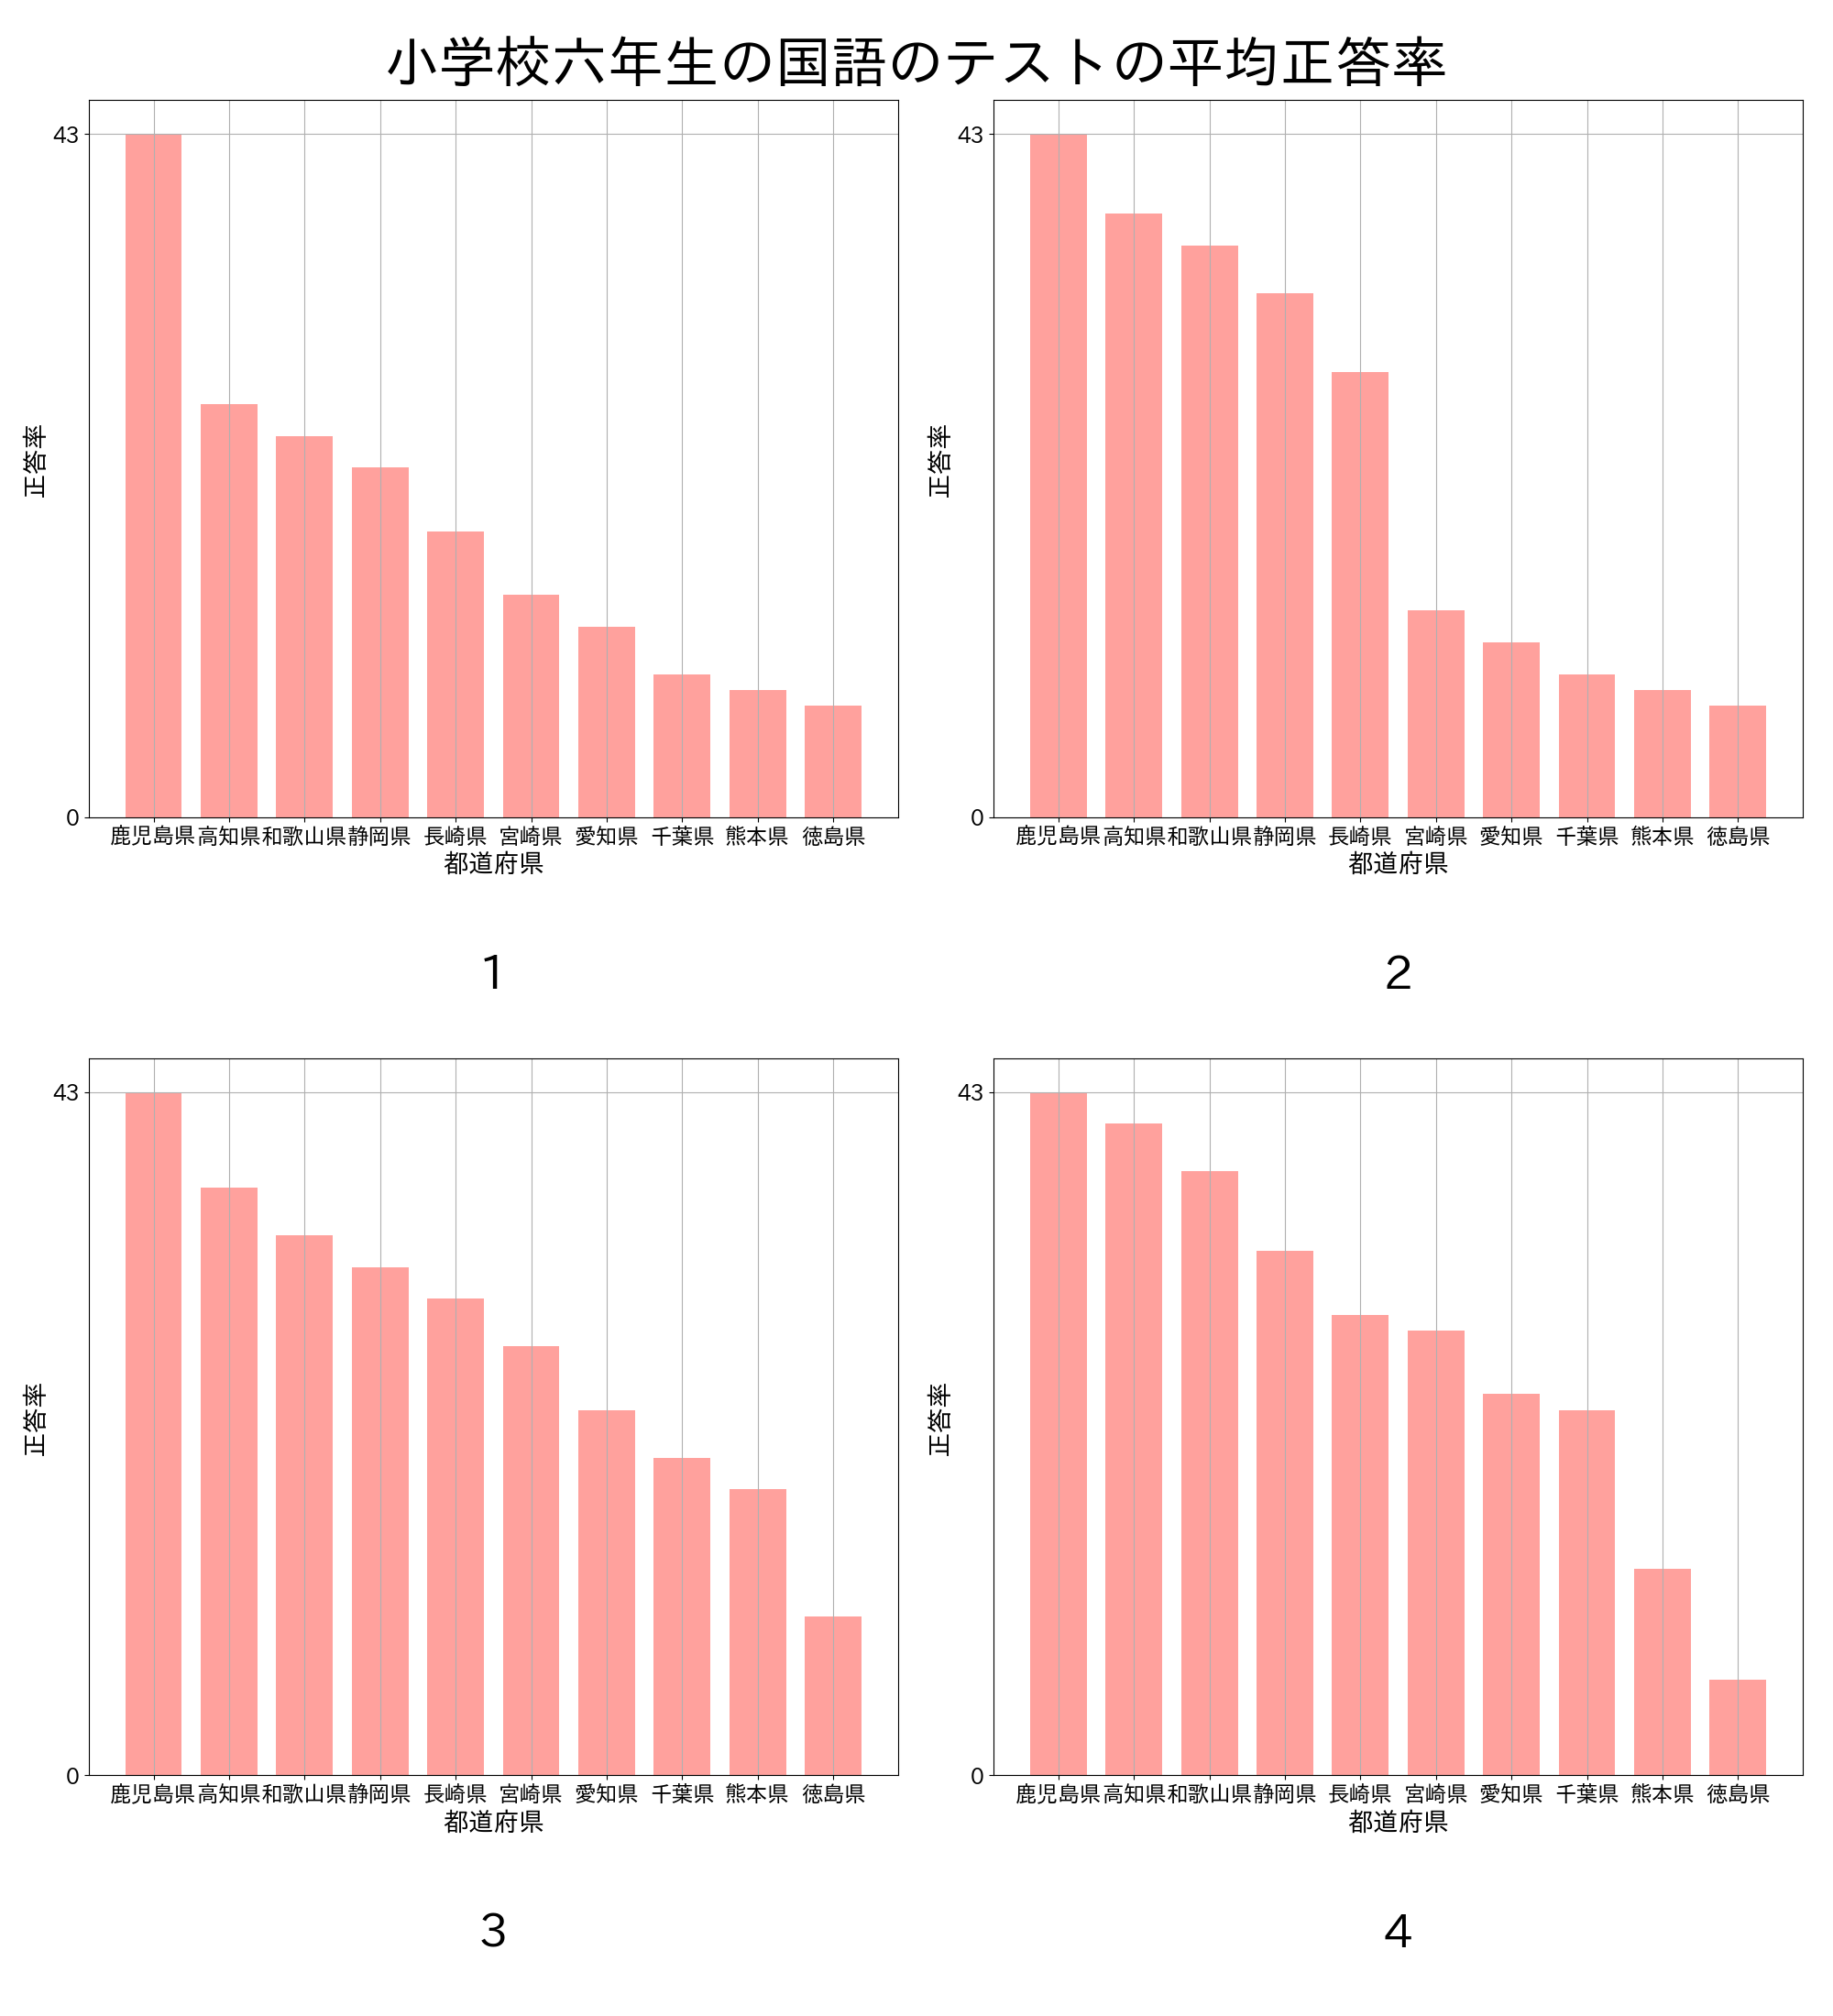 小学校六年生の国語のテストの平均正答率
43
0
正答率
鹿児島県 高知県 和歌山県 静岡県 長崎県 宮崎県 愛知県 千葉県 熊本県 徳島県
都道府県
1
43
0
正答率
鹿児島県 高知県 和歌山県 静岡県 長崎県 宮崎県 愛知県 千葉県 熊本県 徳島県
都道府県
2
43
0
正答率
鹿児島県 高知県 和歌山県 静岡県 長崎県 宮崎県 愛知県 千葉県 熊本県 徳島県
都道府県
3
43
0
正答率
鹿児島県 高知県 和歌山県 静岡県 長崎県 宮崎県 愛知県 千葉県 熊本県 徳島県
都道府県
4